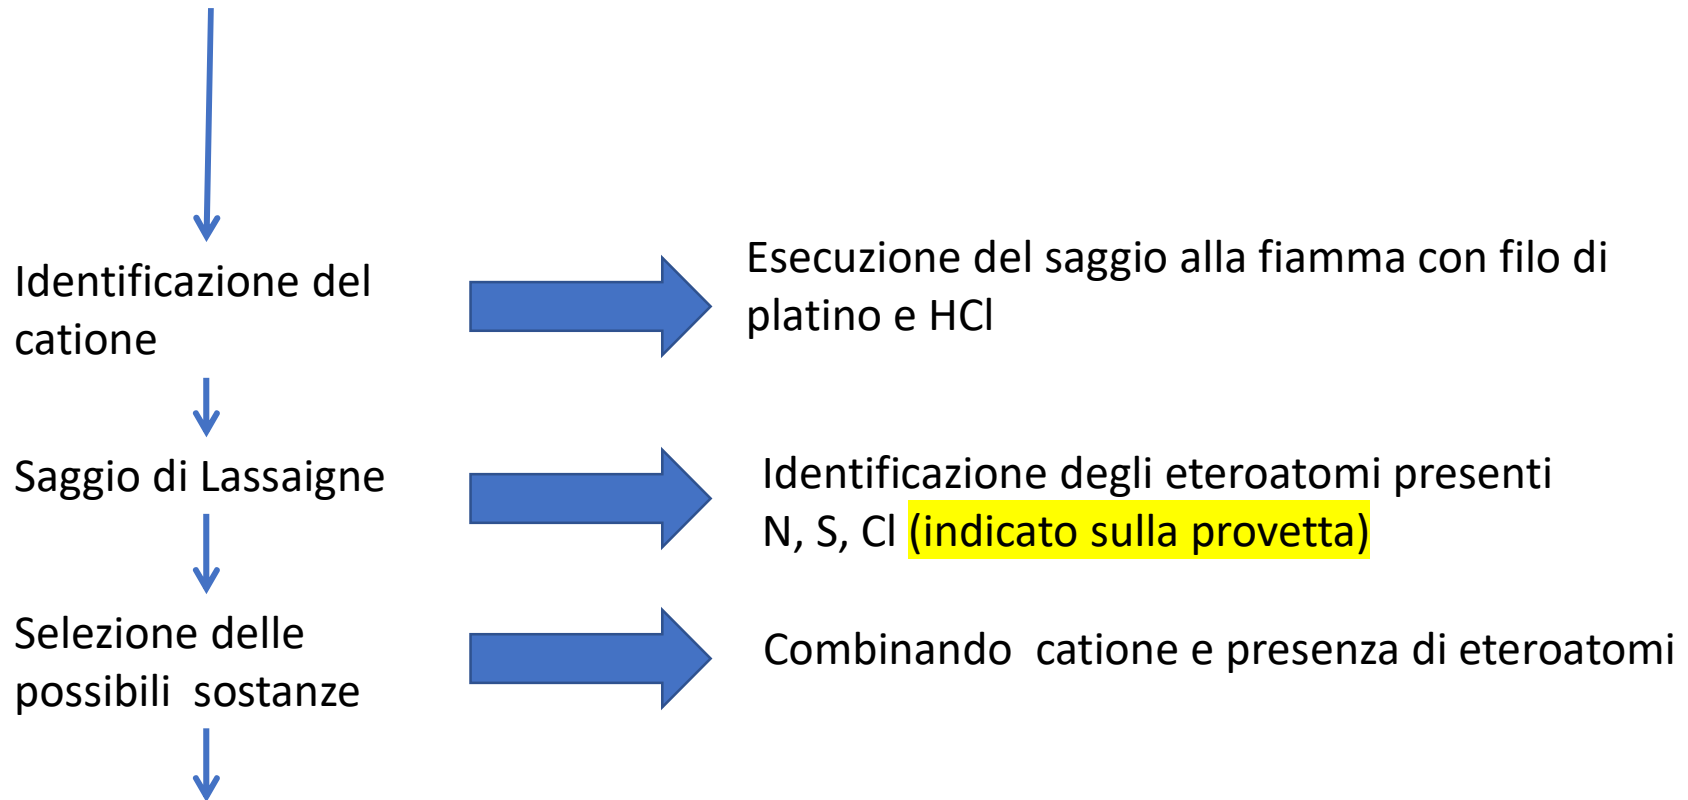 Identificazione del
catione
Esecuzione del saggio alla fiamma con filo di
platino e HCl
Saggio di Lassaigne
Identificazione degli eteroatomi presenti
N, S, Cl (indicato sulla provetta)
Selezione delle
possibili  sostanze
Combinando  catione e presenza di eteroatomi